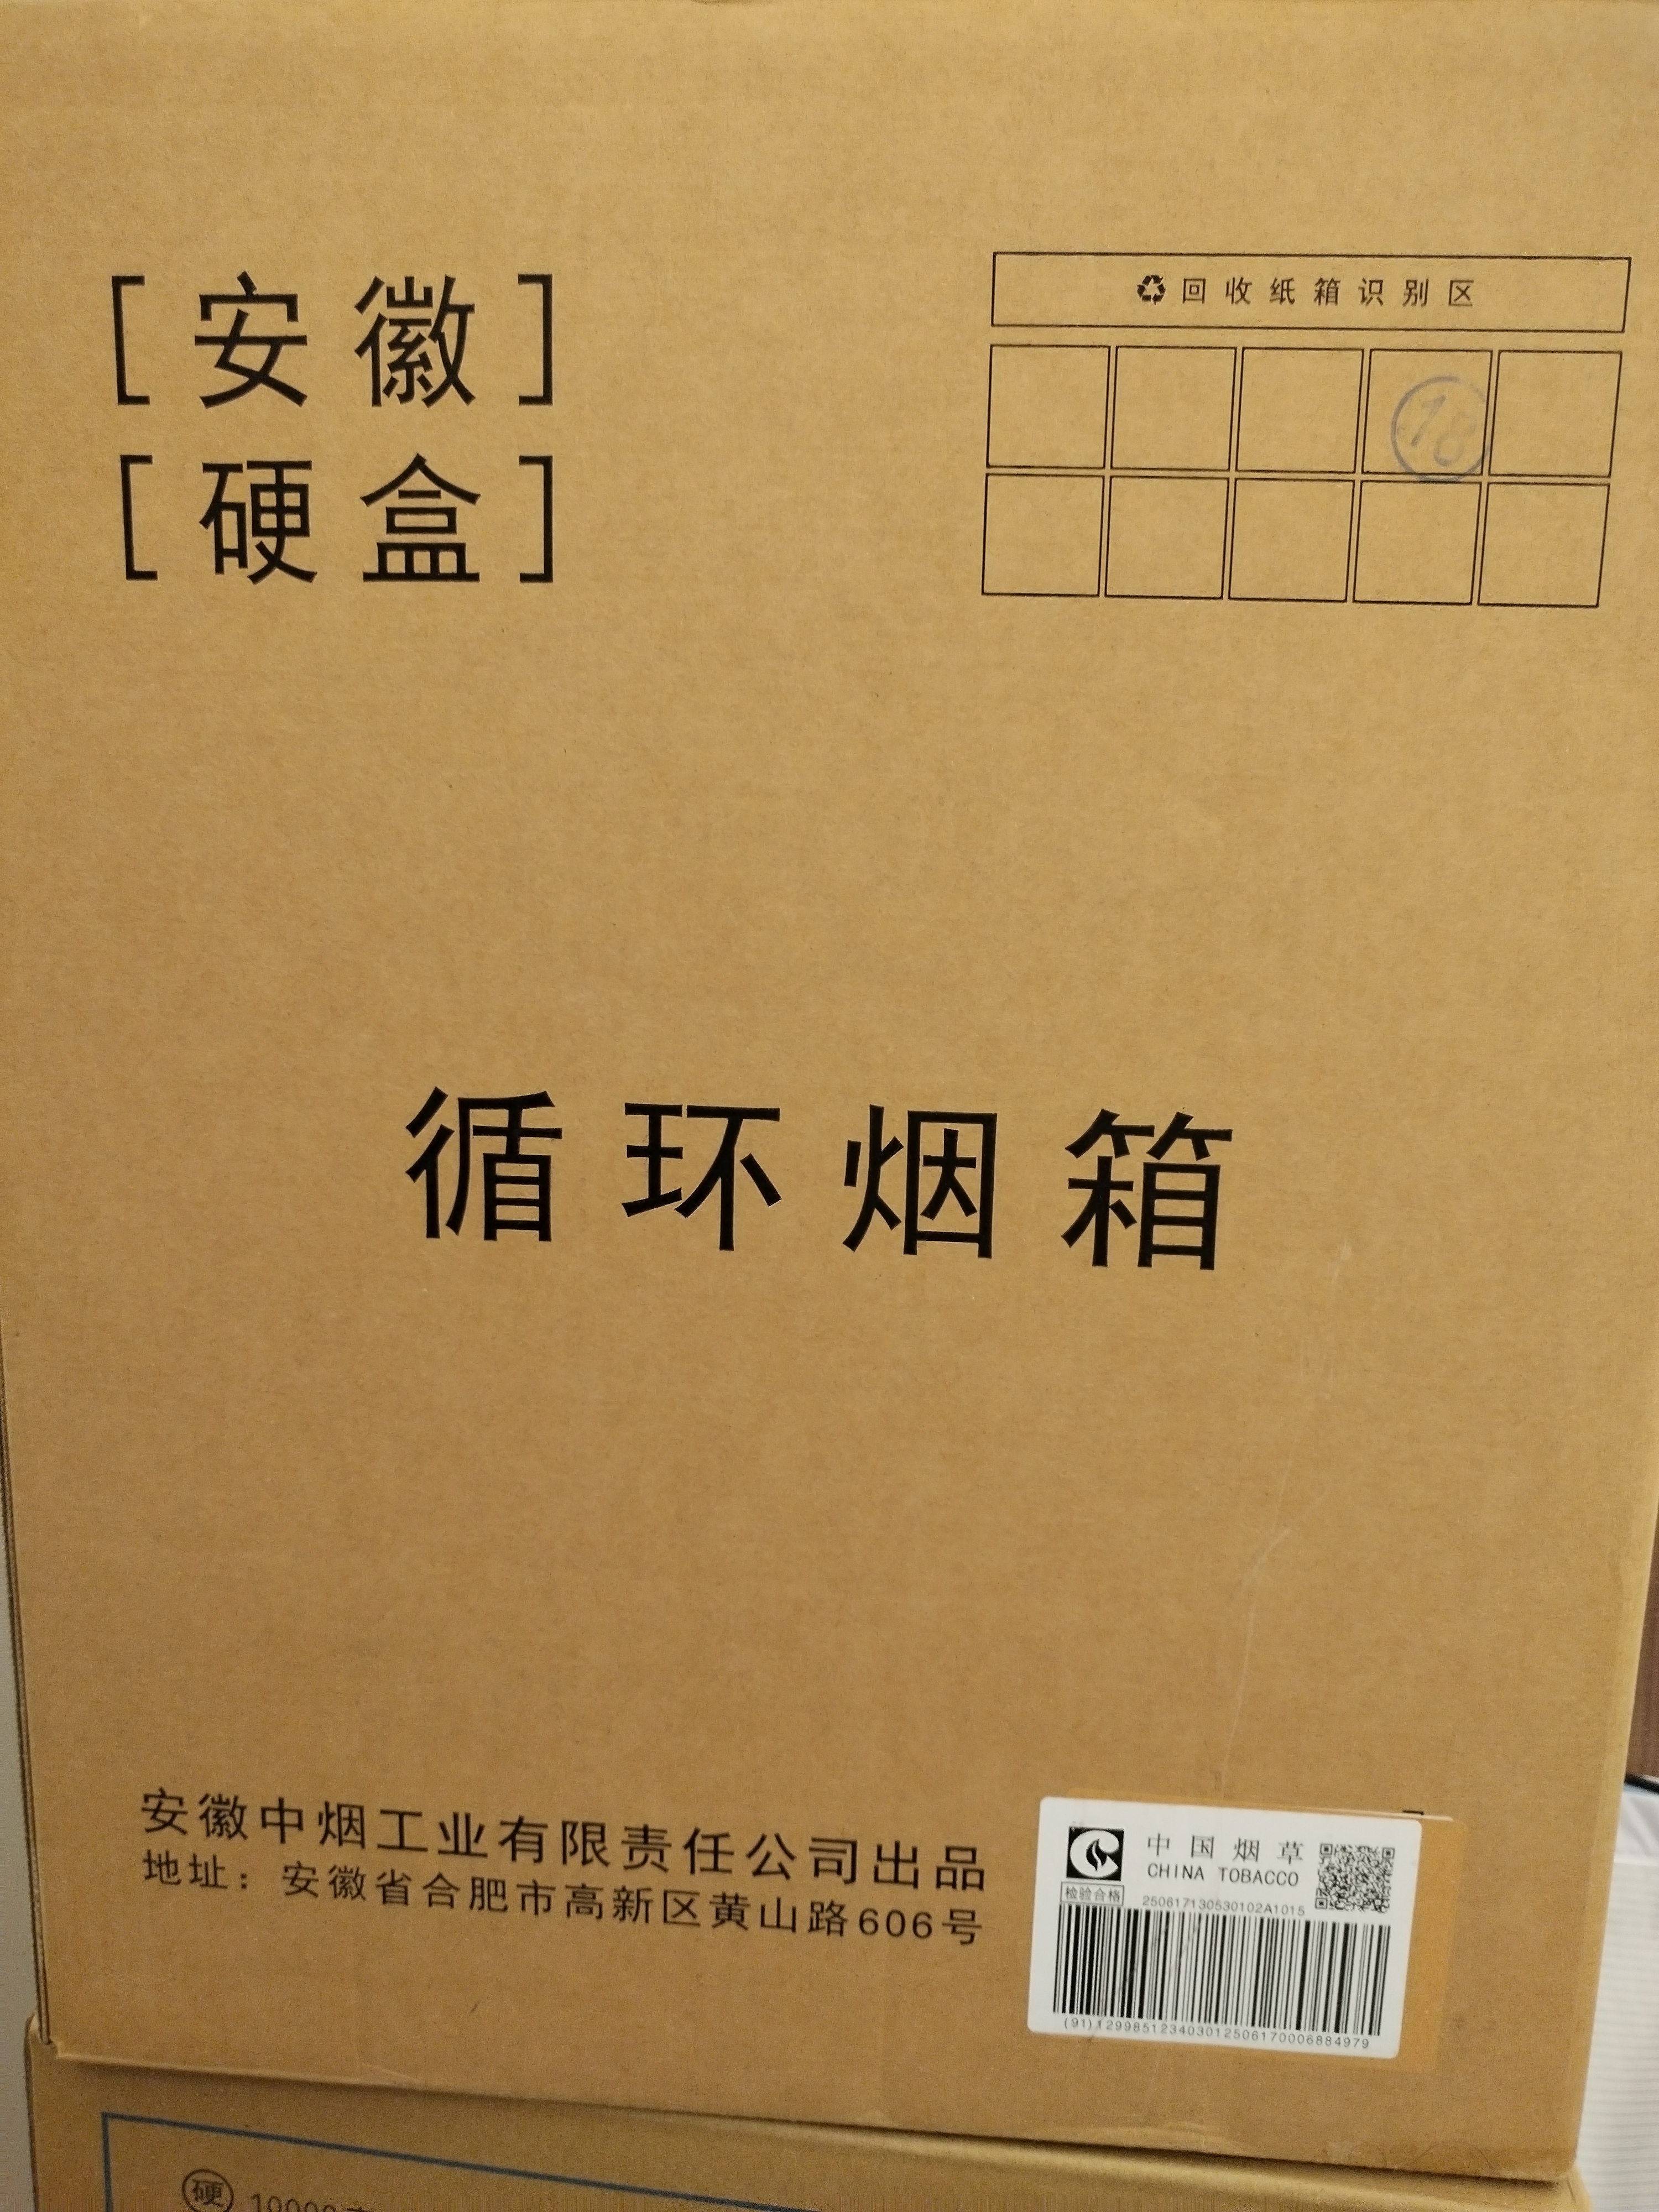 [安徽]
[硬盒]
♻回收纸箱识别区
18
循环烟箱
安徽中烟工业有限责任公司出品
地址：安徽省合肥市高新区黄山路606号
中国烟草
CHINA TOBACCO
检验合格
250617130530102A1015
(91)129985123403012506170006884979
硬 10000